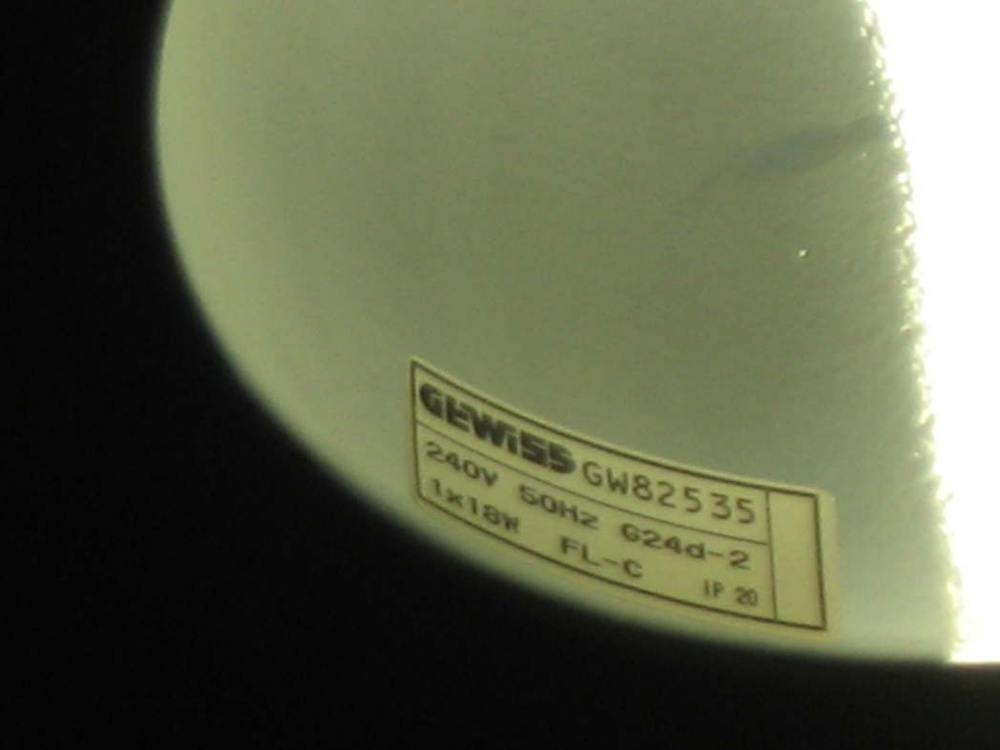 GEWiSS GW82535
240V 50Hz G24d-2
1x18W FL-C IP 20